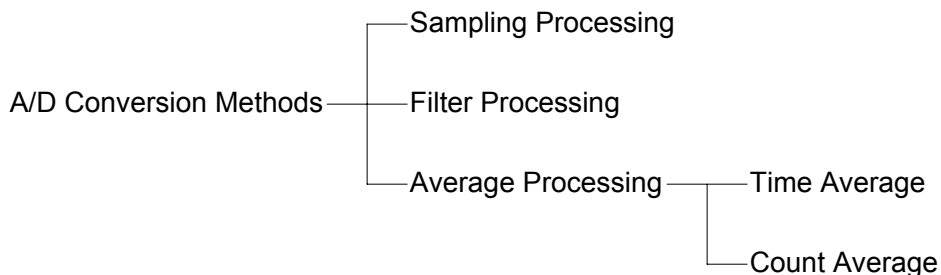 Sampling Processing
A/D Conversion Methods
Filter Processing
Average Processing
Time Average
Count Average